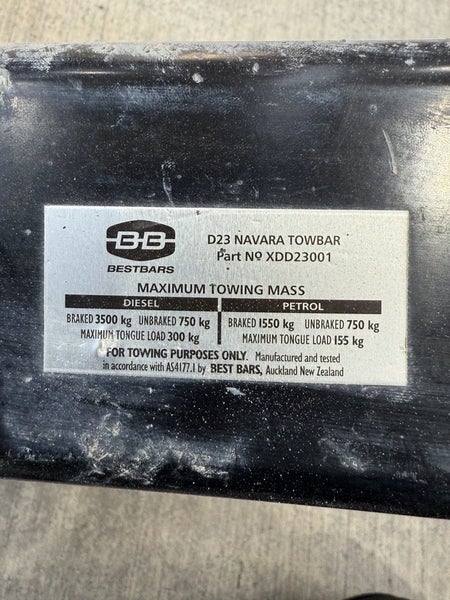 BB
BESTBARS
D23 NAVARA TOWBAR
Part Nº XDD23001
MAXIMUM TOWING MASS
DIESEL PETROL
BRAKED 3500 kg UNBRAKED 750 kg BRAKED 1550 kg UNBRAKED 750 kg
MAXIMUM TONGUE LOAD 300 kg MAXIMUM TONGUE LOAD 155 kg
FOR TOWING PURPOSES ONLY. Manufactured and tested
in accordance with AS4177.1 by BEST BARS, Auckland New Zealand